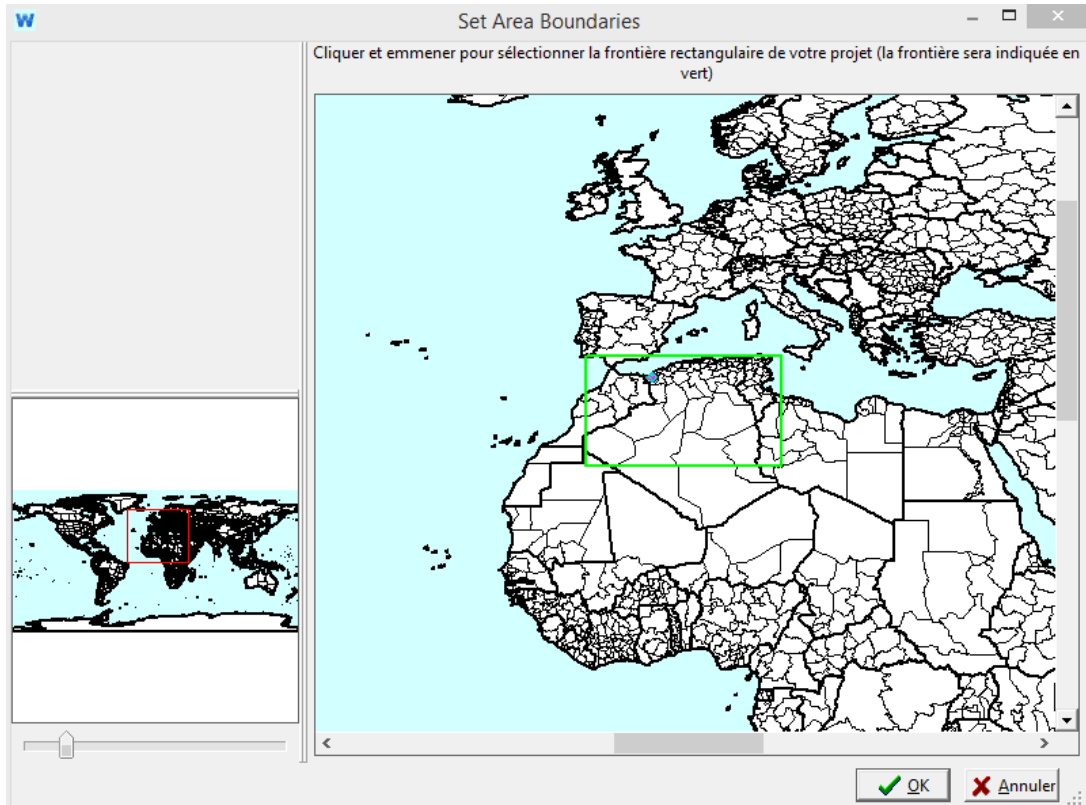 Set Area Boundaries
Cliquer et emmener pour sélectionner la frontière rectangulaire de votre projet (la frontière sera indiquée en
vert)
OK
Annuler